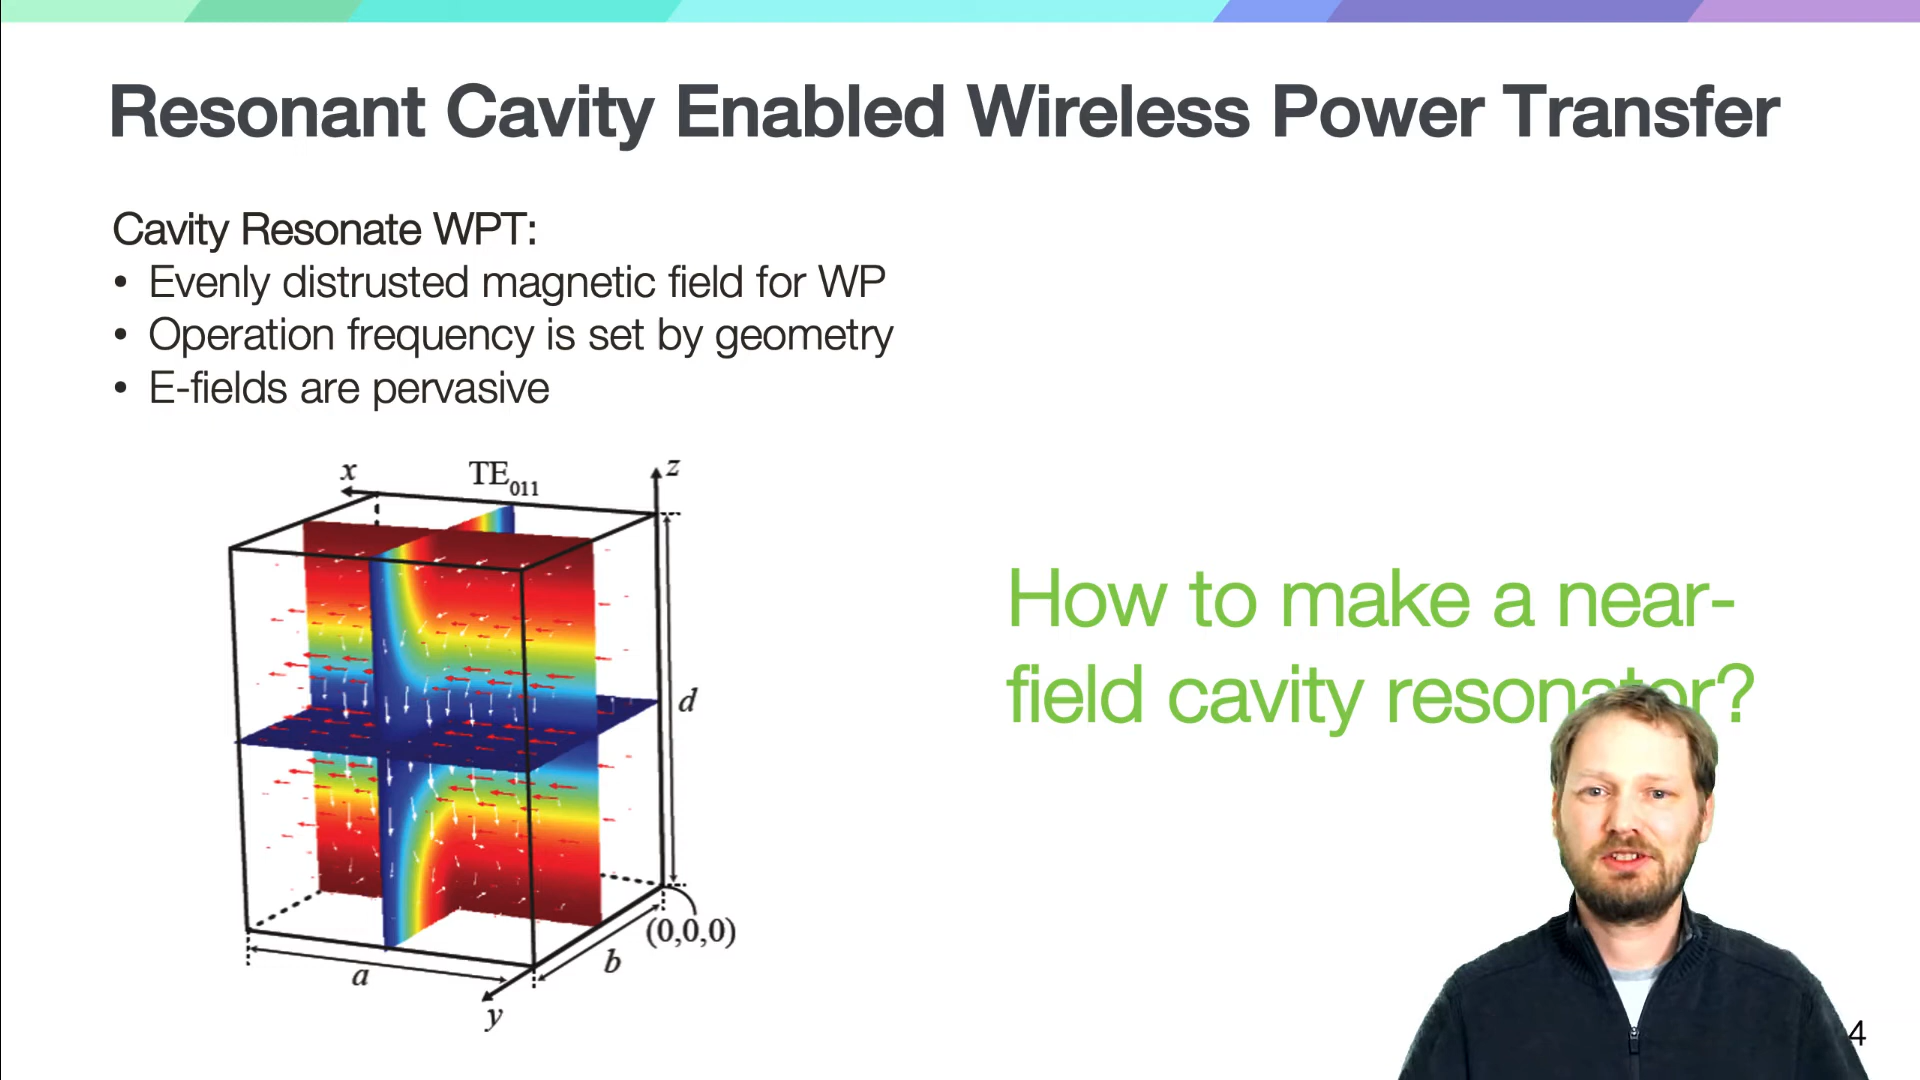 Resonant Cavity Enabled Wireless Power Transfer
Cavity Resonate WPT:
• Evenly distrusted magnetic field for WP
• Operation frequency is set by geometry
• E-fields are pervasive
x
TE011
z
d
(0,0,0)
b
a
y
How to make a near-
field cavity resonator?
4